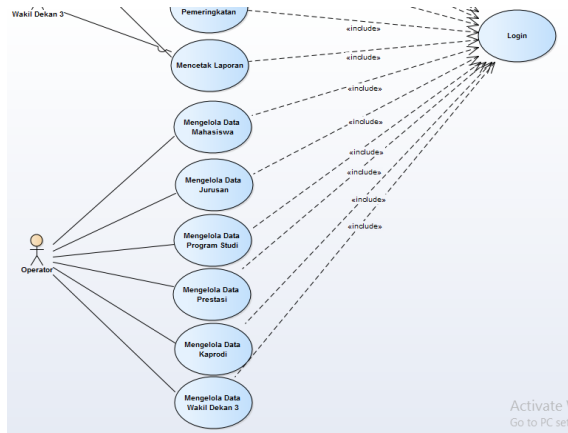 Wakil Dekan 3
Pemeringkatan
«include»
Login
Mencetak Laporan
«include»
«include»
Mengelola Data
Mahasiswa
«include»
«include»
Mengelola Data
Jurusan
«include»
«include»
Mengelola Data
Program Studi
«include»
Operator
Mengelola Data
Prestasi
Mengelola Data
Kaprodi
Mengelola Data
Wakil Dekan 3
Activate
Go to PC